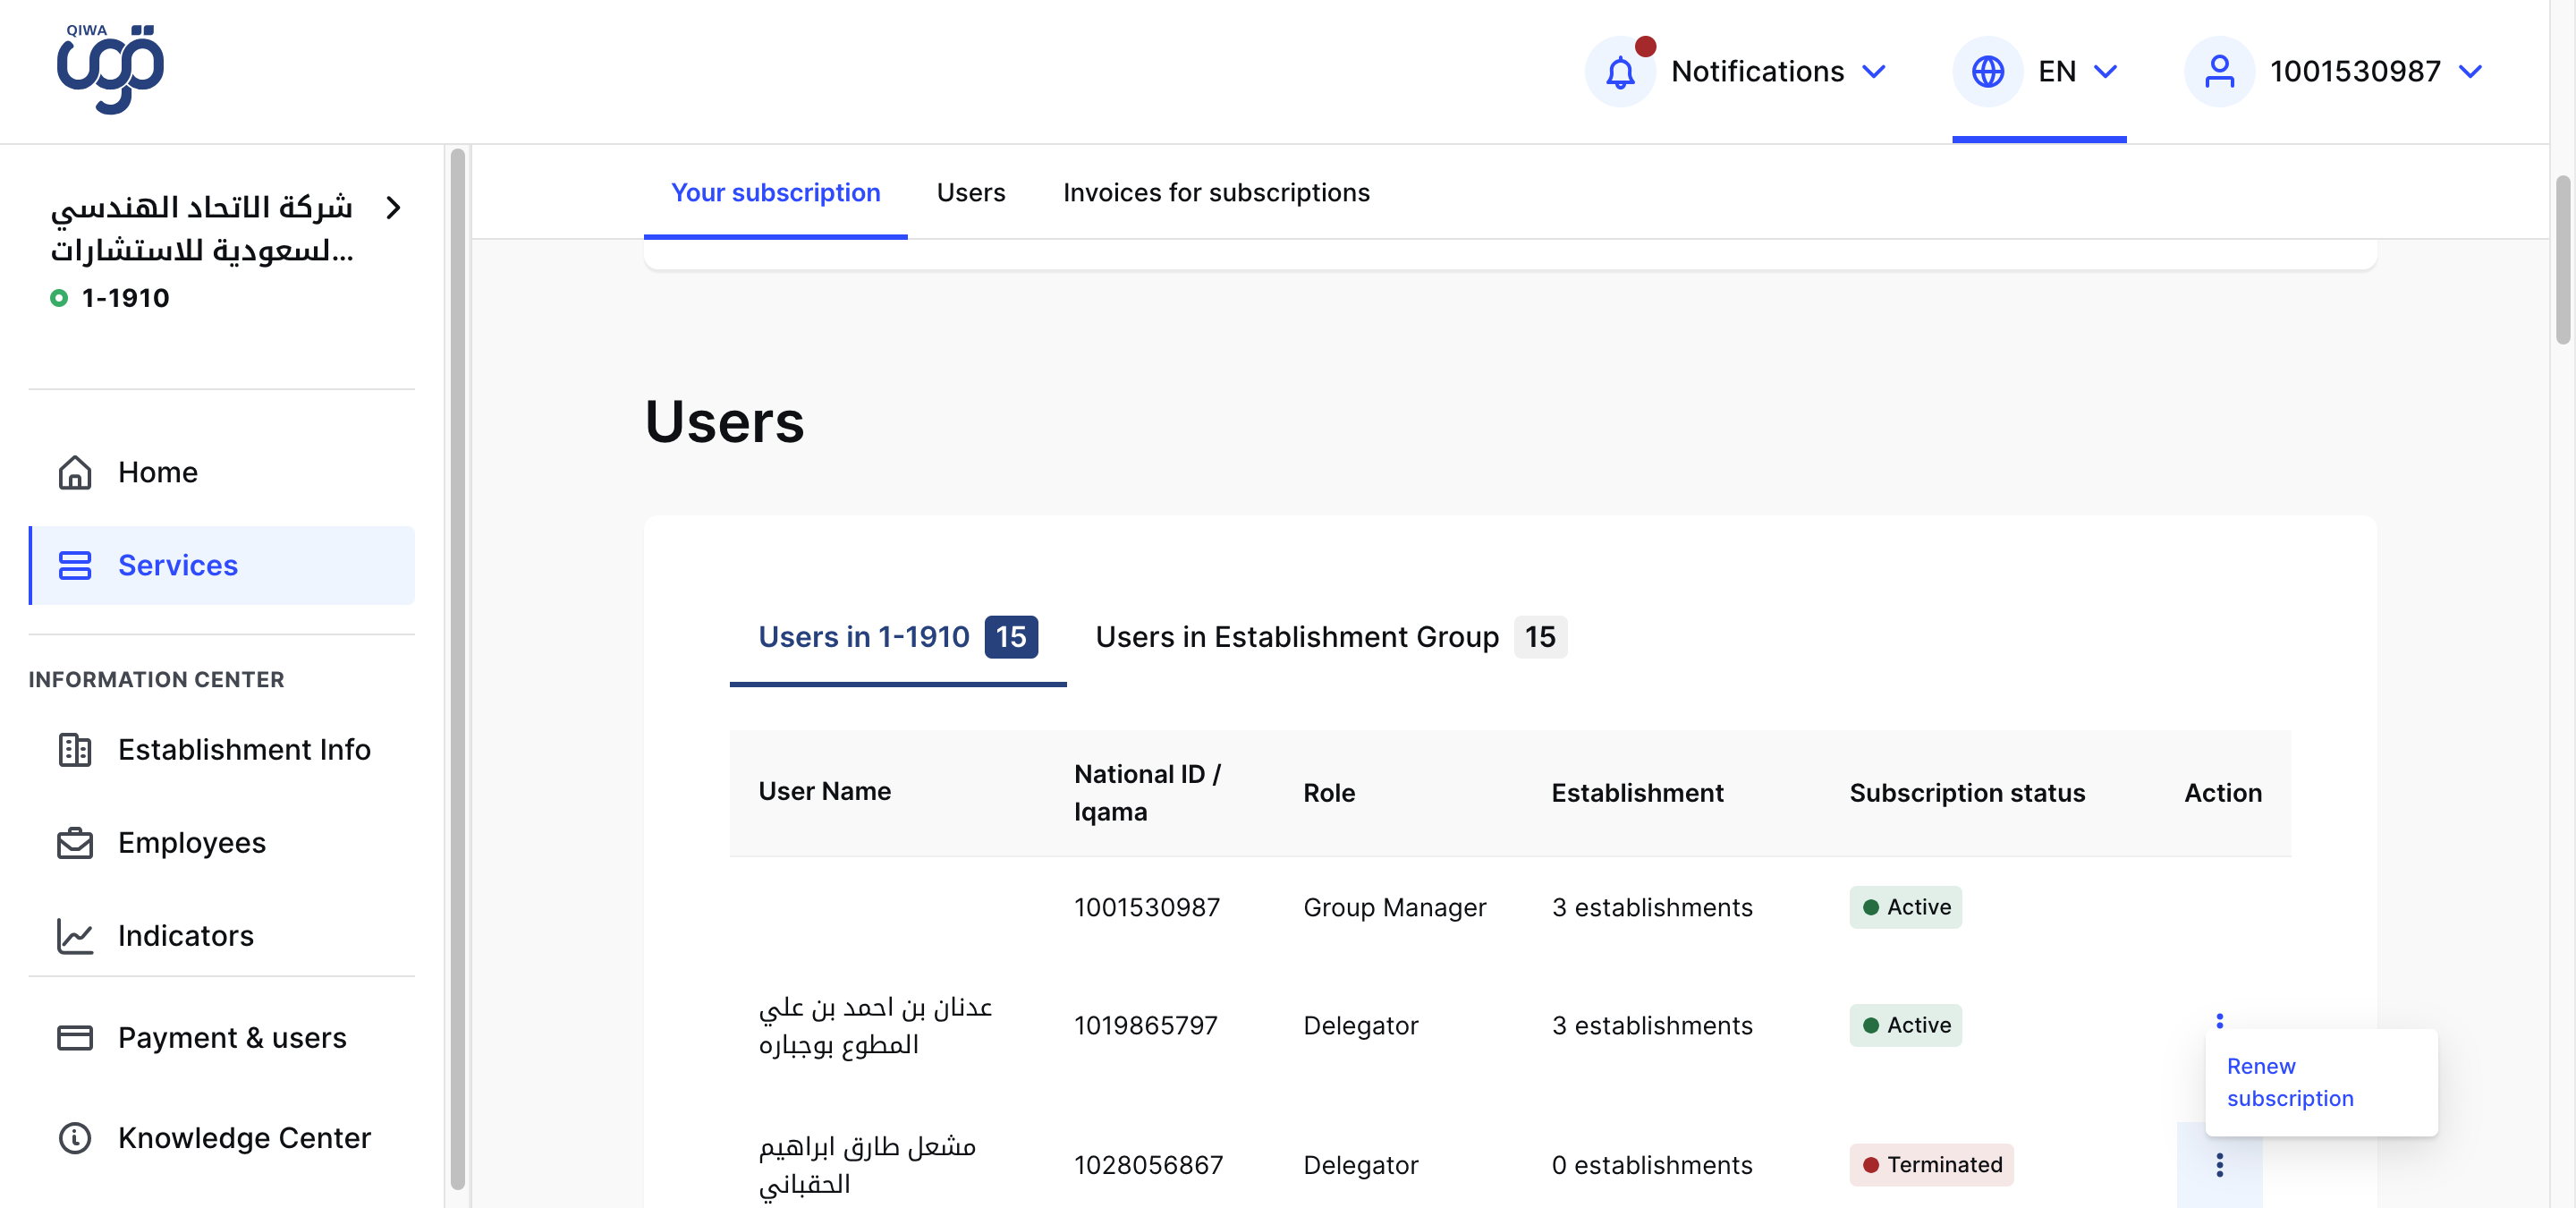 QIWA
قوى
Notifications
EN
1001530987
شركة الاتحاد الهندسي
لسعودية للاستشارات...
1-1910
Home
Services
INFORMATION CENTER
Establishment Info
Employees
Indicators
Payment & users
Knowledge Center
Your subscription
Users
Invoices for subscriptions
Users
Users in 1-1910 15
Users in Establishment Group 15
User Name
National ID /
Iqama
Role
Establishment
Subscription status
Action
1001530987
Group Manager
3 establishments
Active
عدنان بن احمد بن علي
المطوع بوجباره
1019865797
Delegator
3 establishments
Active
Renew
subscription
مشعل طارق ابراهيم
الحقباني
1028056867
Delegator
0 establishments
Terminated